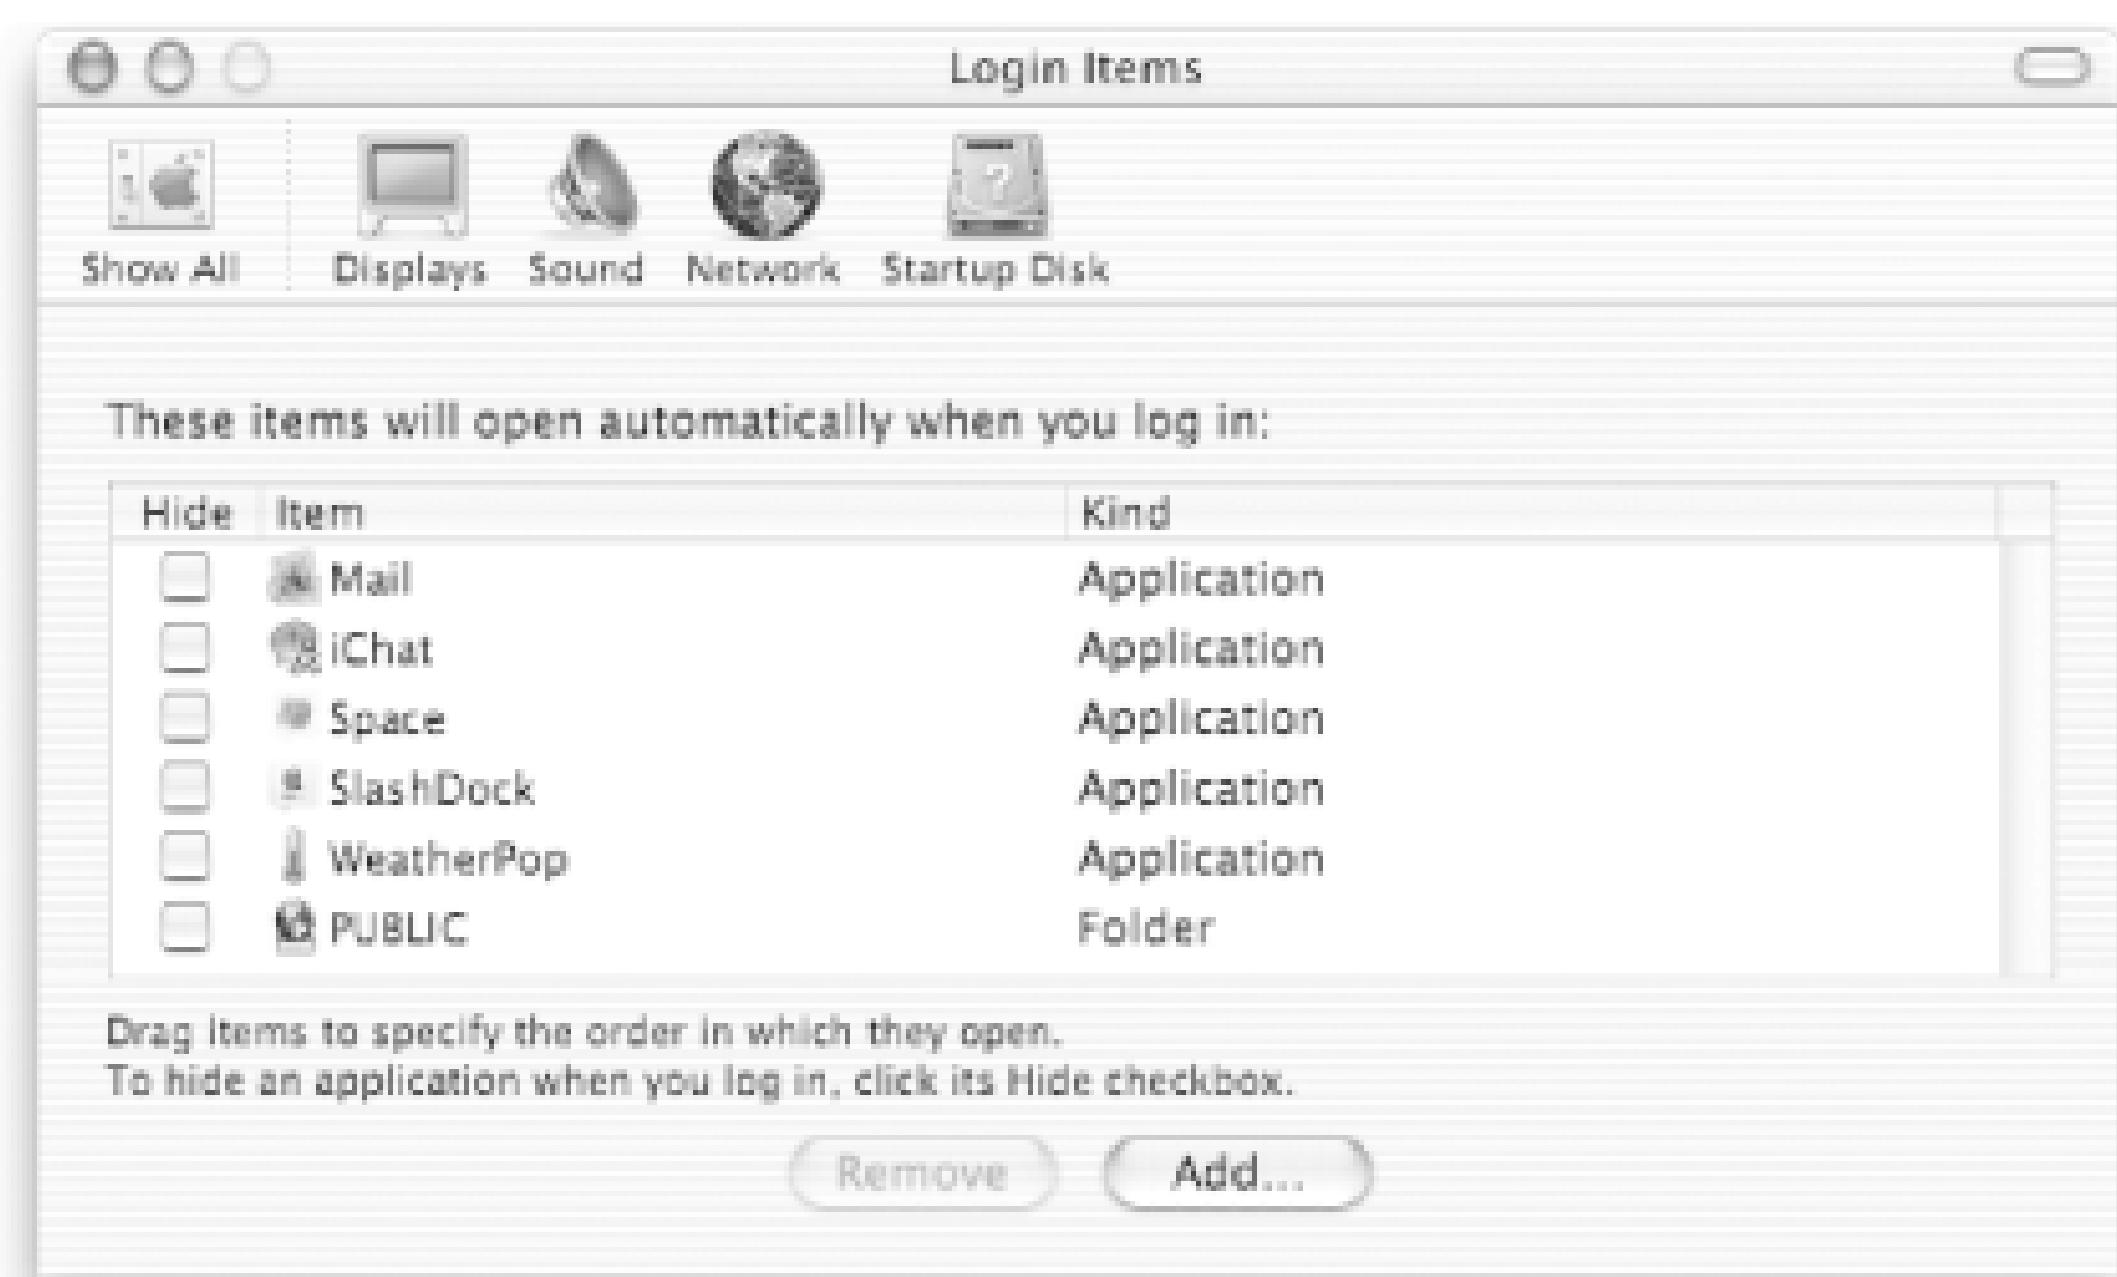 Login Items
Show All Displays Sound Network Startup Disk
These items will open automatically when you log in:
Hide Item Kind
Mail Application
iChat Application
Space Application
SlashDock Application
WeatherPop Application
PUBLIC Folder
Drag items to specify the order in which they open.
To hide an application when you log in, click its Hide checkbox.
Remove Add...